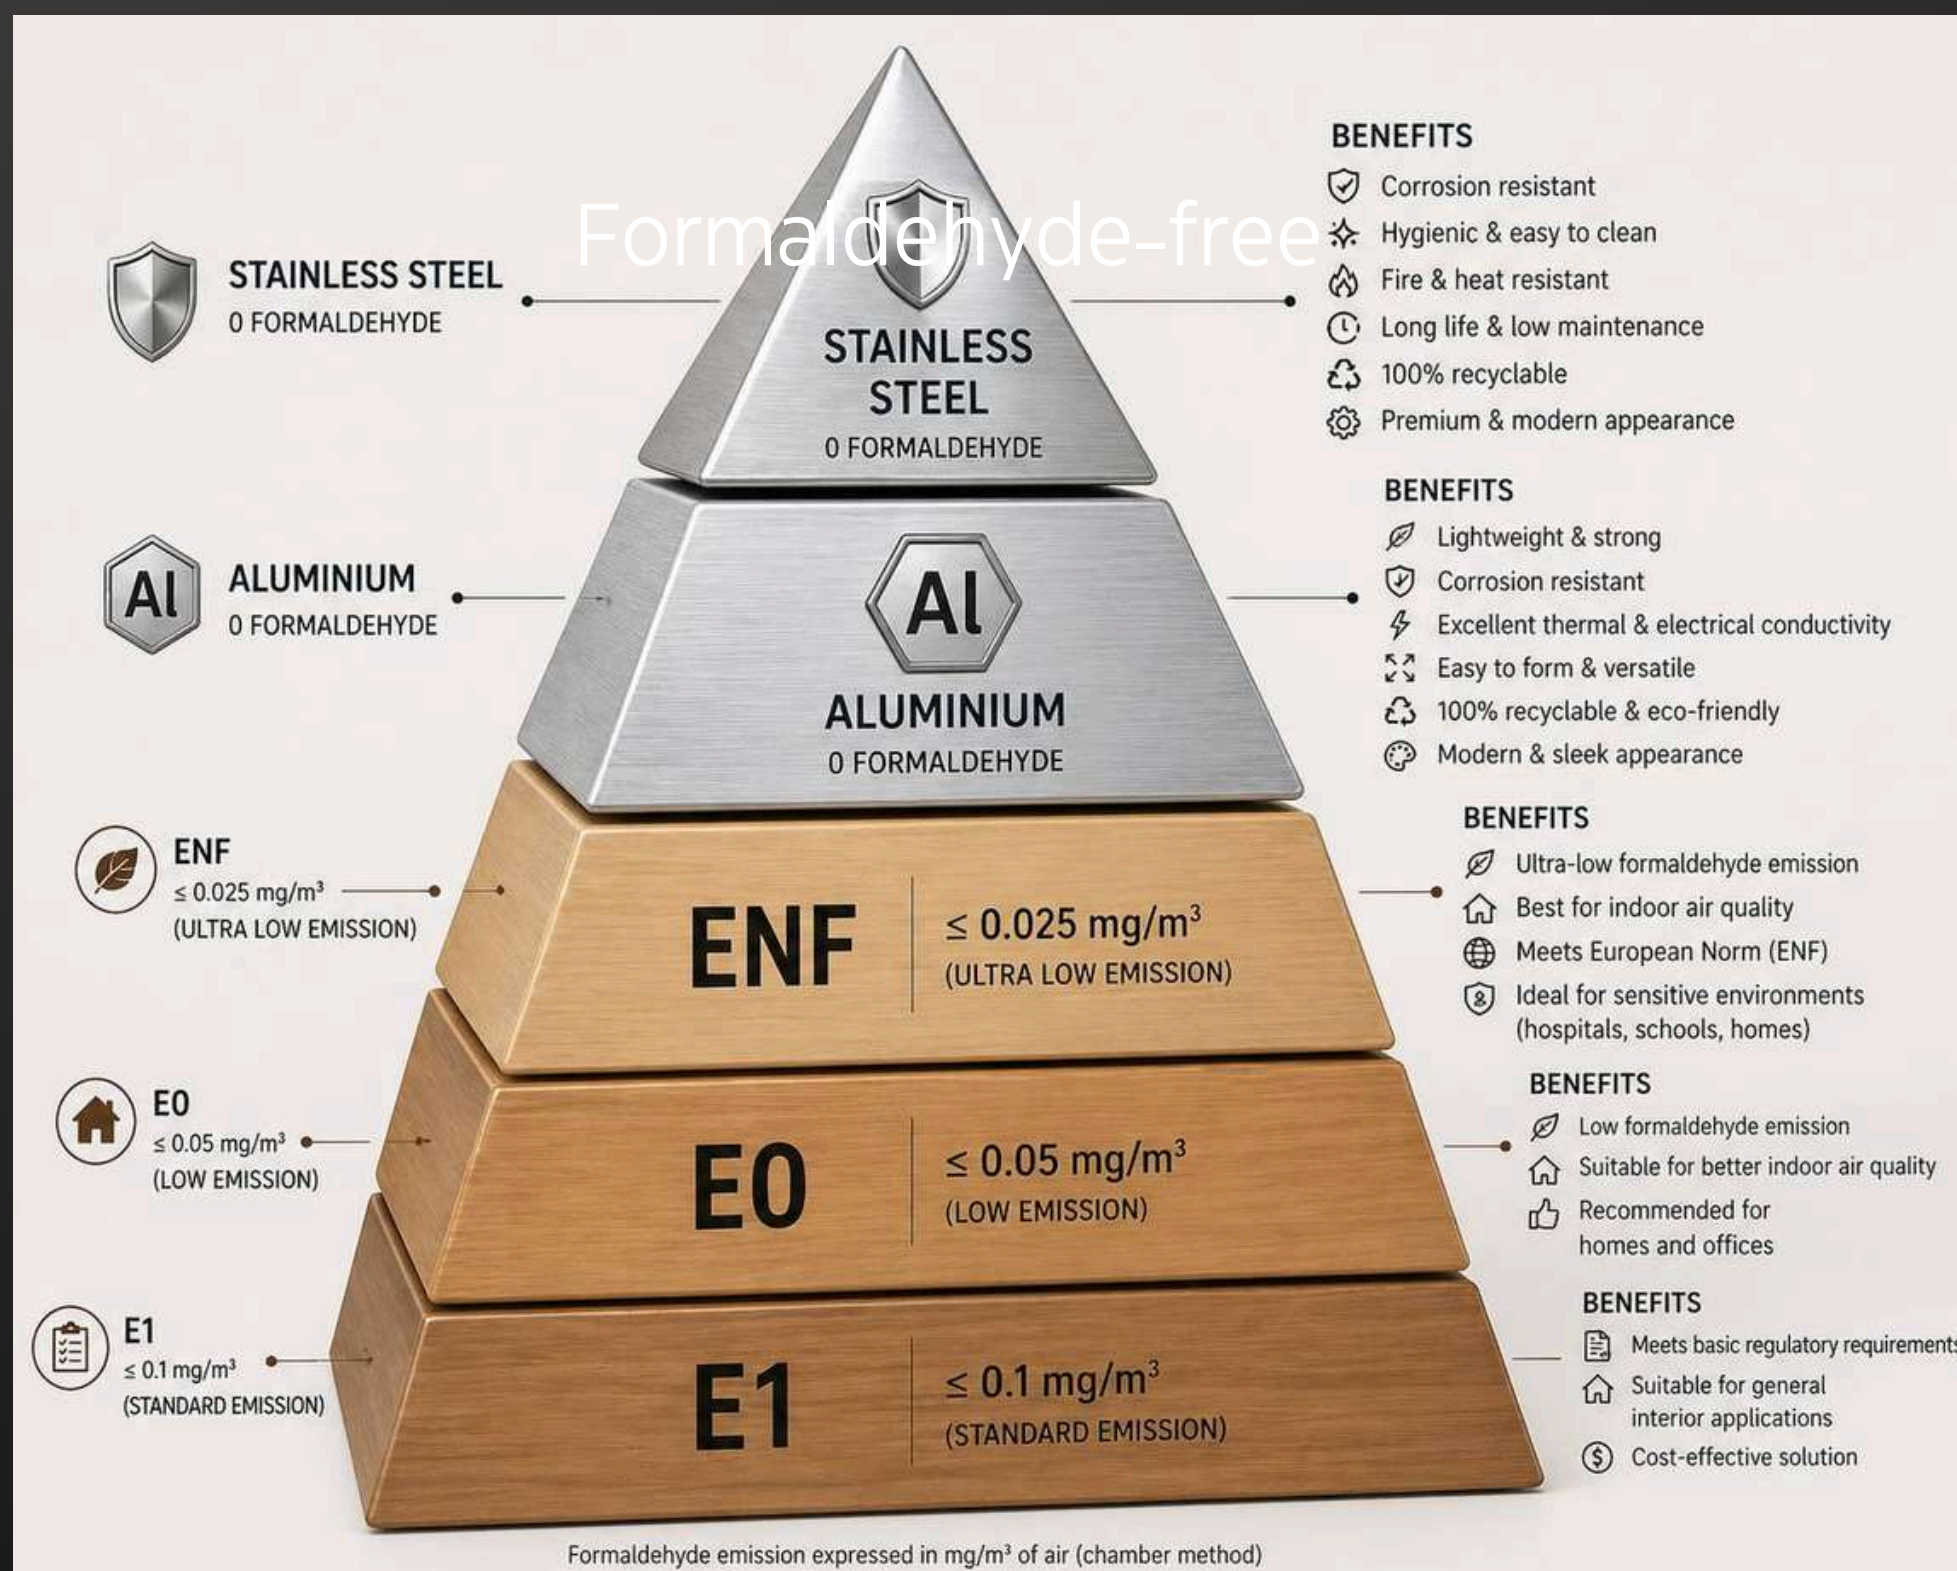 Formaldehyde-free
STAINLESS STEEL
0 FORMALDEHYDE
STAINLESS
STEEL
0 FORMALDEHYDE
BENEFITS
Corrosion resistant
Hygienic & easy to clean
Fire & heat resistant
Long life & low maintenance
100% recyclable
Premium & modern appearance
Al
ALUMINIUM
0 FORMALDEHYDE
Al
ALUMINIUM
0 FORMALDEHYDE
BENEFITS
Lightweight & strong
Corrosion resistant
Excellent thermal & electrical conductivity
Easy to form & versatile
100% recyclable & eco-friendly
Modern & sleek appearance
ENF
≤ 0.025 mg/m³
(ULTRA LOW EMISSION)
ENF
≤ 0.025 mg/m³
(ULTRA LOW EMISSION)
BENEFITS
Ultra-low formaldehyde emission
Best for indoor air quality
Meets European Norm (ENF)
Ideal for sensitive environments
(hospitals, schools, homes)
E0
≤ 0.05 mg/m³
(LOW EMISSION)
E0
≤ 0.05 mg/m³
(LOW EMISSION)
BENEFITS
Low formaldehyde emission
Suitable for better indoor air quality
Recommended for
homes and offices
E1
≤ 0.1 mg/m³
(STANDARD EMISSION)
E1
≤ 0.1 mg/m³
(STANDARD EMISSION)
BENEFITS
Meets basic regulatory requirements
Suitable for general
interior applications
$ Cost-effective solution
Formaldehyde emission expressed in mg/m³ of air (chamber method)